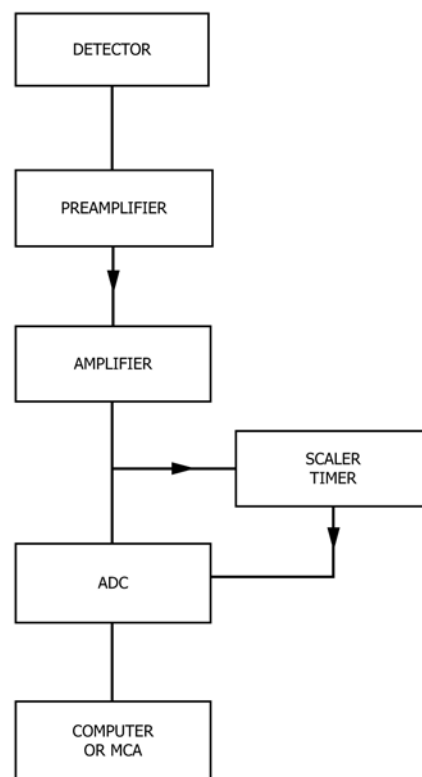 DETECTOR
PREAMPLIFIER
AMPLIFIER
SCALER
TIMER
ADC
COMPUTER
OR MCA